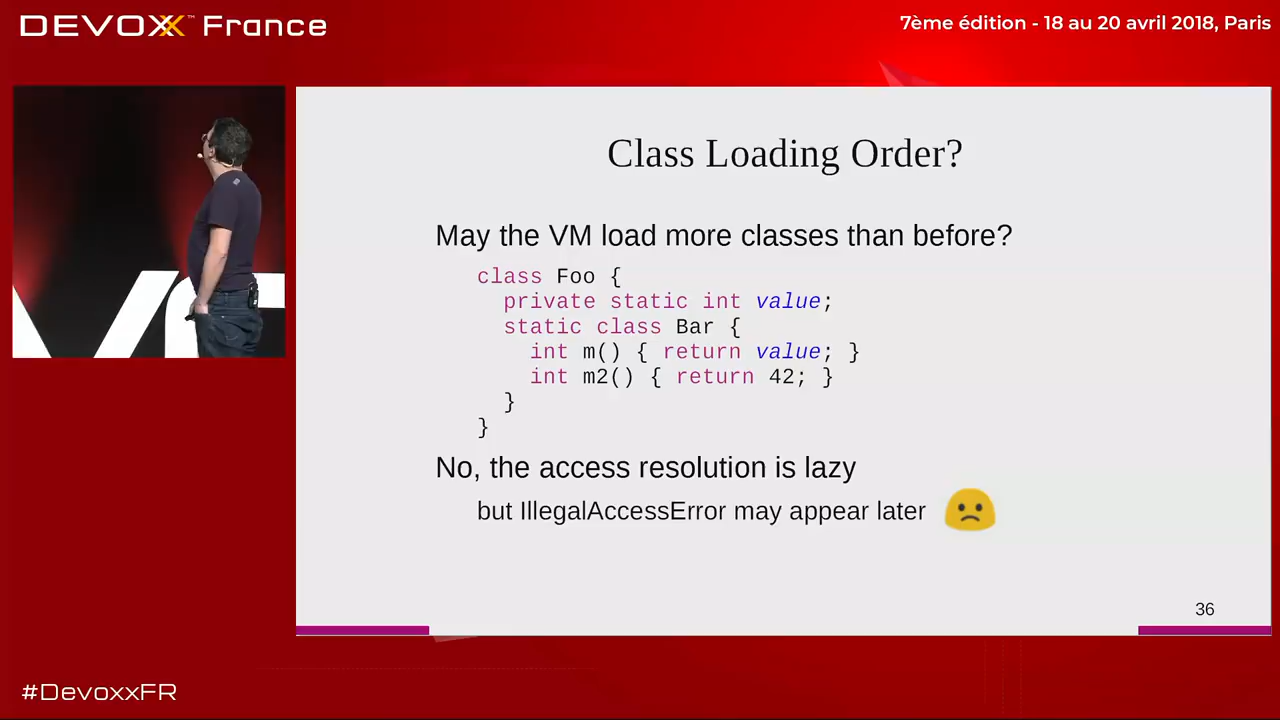 DEVOXX™ France
7ème édition - 18 au 20 avril 2018, Paris
Class Loading Order?
May the VM load more classes than before?
class Foo {
private static int value;
static class Bar {
int m() { return value; }
int m2() { return 42; }
}
}
No, the access resolution is lazy
but IllegalAccessError may appear later
36
#DevoxxFR